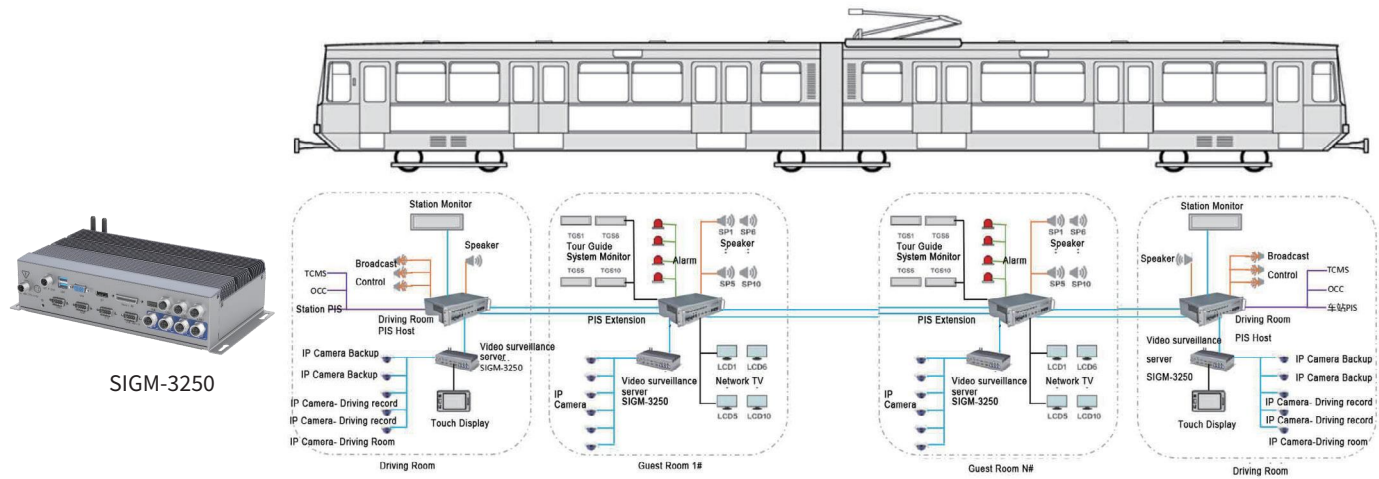 SIGM-3250
Station Monitor
Speaker
Broadcast
Control
TCMS
OCC
Station PIS
Driving Room
PIS Host
Video surveillance
server
SIGM-3250
IP Camera Backup
IP Camera Backup
IP Camera- Driving record
IP Camera- Driving record
IP Camera- Driving Room
Touch Display
Driving Room
TGS1
TGS6
Tour Guide
System Monitor
TGS5
TGS10
Alarm
SP1
SP6
Speaker
SP5
SP10
PIS Extension
IP
Camera
Video surveillance
server
SIGM-3250
LCD1
LCD6
Network TV
LCD5
LCD10
Guest Room 1#
TGS1
TGS6
Tour Guide
System Monitor
TGS5
TGS10
Alarm
SP1
SP6
Speaker
SP5
SP10
PIS Extension
IP
Camera
Video surveillance
server
SIGM-3250
LCD1
LCD6
Network TV
LCD5
LCD10
Guest Room N#
Station Monitor
Speaker
Broadcast
Control
TCMS
OCC
车站PIS
Driving Room
PIS Host
Video surveillance
server
SIGM-3250
IP Camera Backup
IP Camera Backup
IP Camera- Driving record
IP Camera- Driving record
IP Camera-Driving room
Touch Display
Driving Room